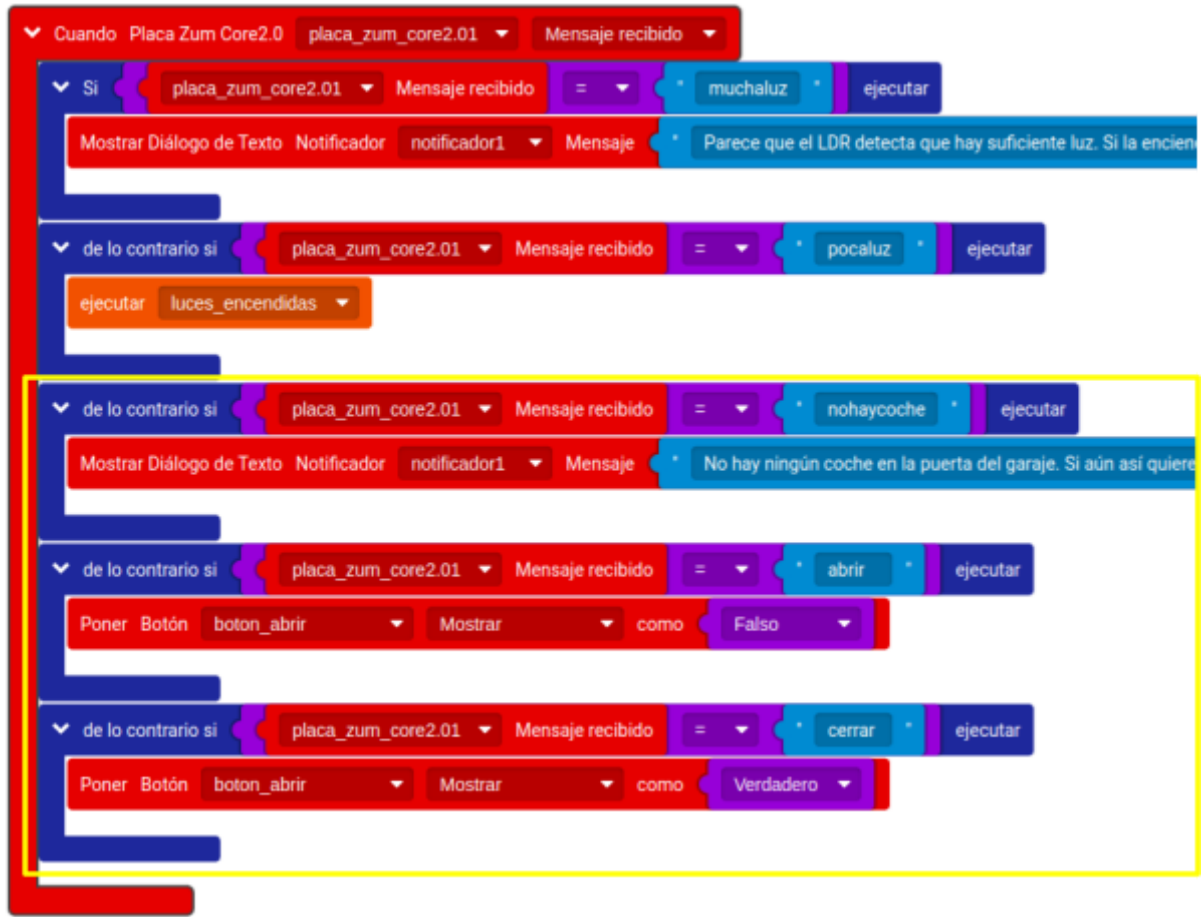 Cuando Placa Zum Core2.0 placa_zum_core2.01 Mensaje recibido
Si placa_zum_core2.01 Mensaje recibido = " muchaluz " ejecutar
Mostrar Diálogo de Texto Notificador notificador1 Mensaje " Parece que el LDR detecta que hay suficiente luz. Si la encien
de lo contrario si placa_zum_core2.01 Mensaje recibido = " pocaluz " ejecutar
ejecutar luces_encendidas
de lo contrario si placa_zum_core2.01 Mensaje recibido = " nohaycoche " ejecutar
Mostrar Diálogo de Texto Notificador notificador1 Mensaje " No hay ningún coche en la puerta del garaje. Si aún así quiere
de lo contrario si placa_zum_core2.01 Mensaje recibido = " abrir " ejecutar
Poner Botón boton_abrir Mostrar como Falso
de lo contrario si placa_zum_core2.01 Mensaje recibido = " cerrar " ejecutar
Poner Botón boton_abrir Mostrar como Verdadero